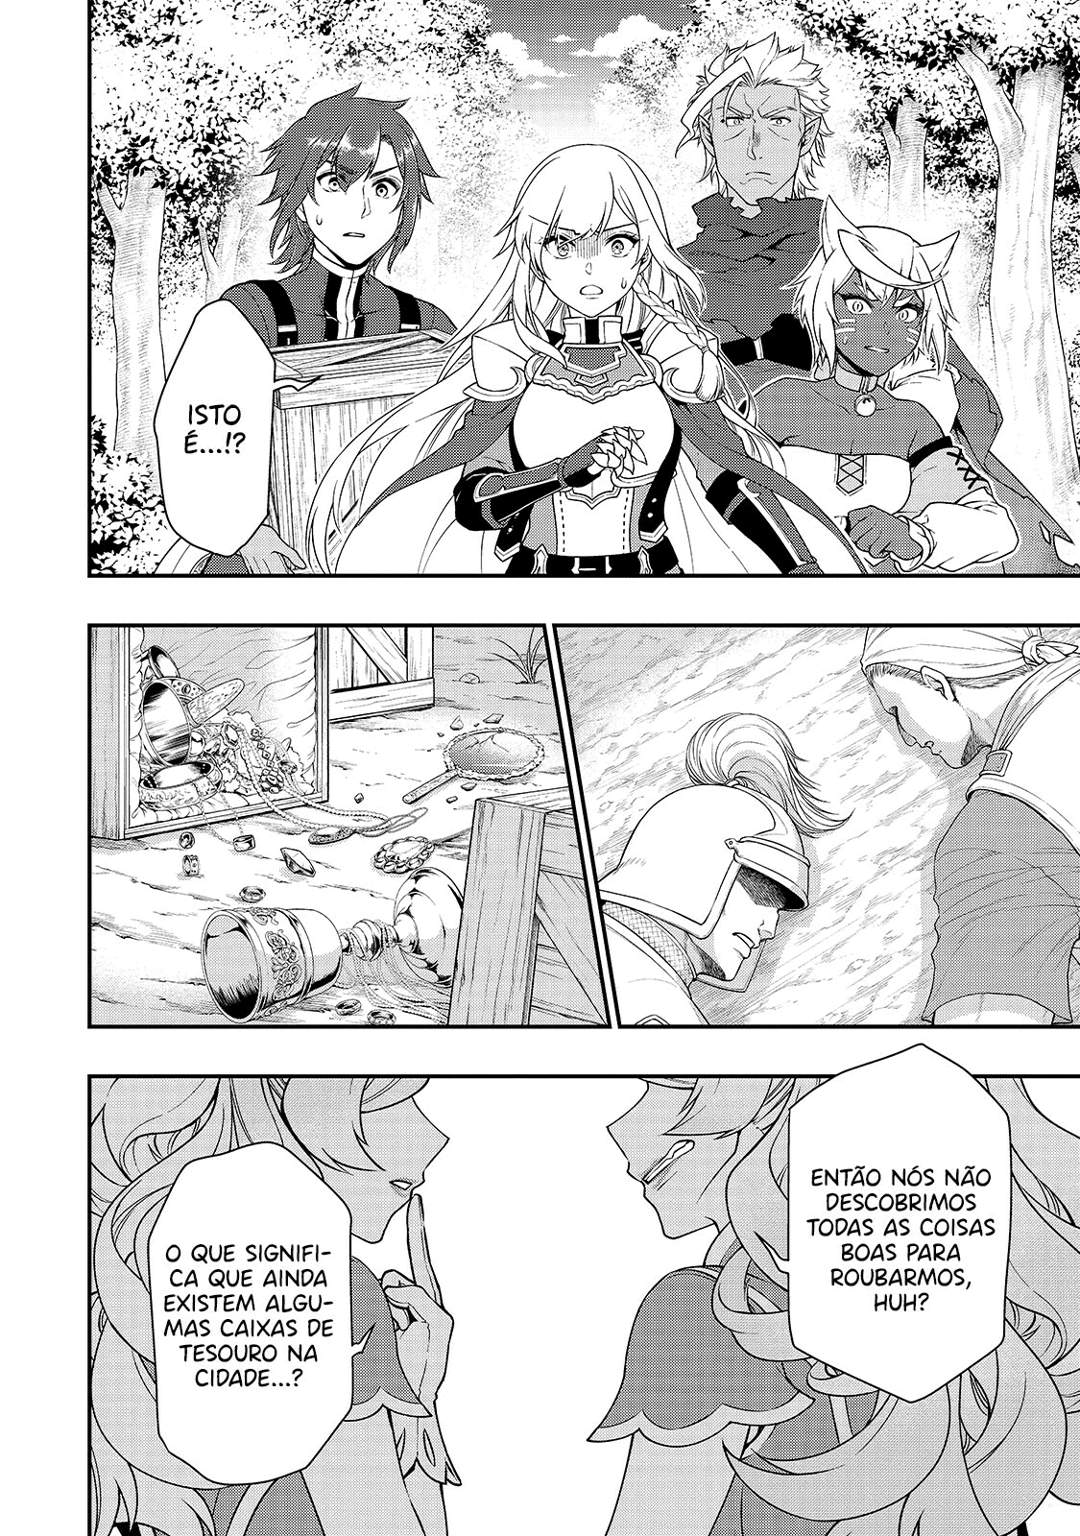 ISTO
É...!?
ENTÃO NÓS NÃO
DESCOBRIMOS
TODAS AS COISAS
BOAS PARA
ROUBARMOS,
HUH?
O QUE SIGNIFI-
CA QUE AINDA
EXISTEM ALGU-
MAS CAIXAS DE
TESOURO NA
CIDADE...?